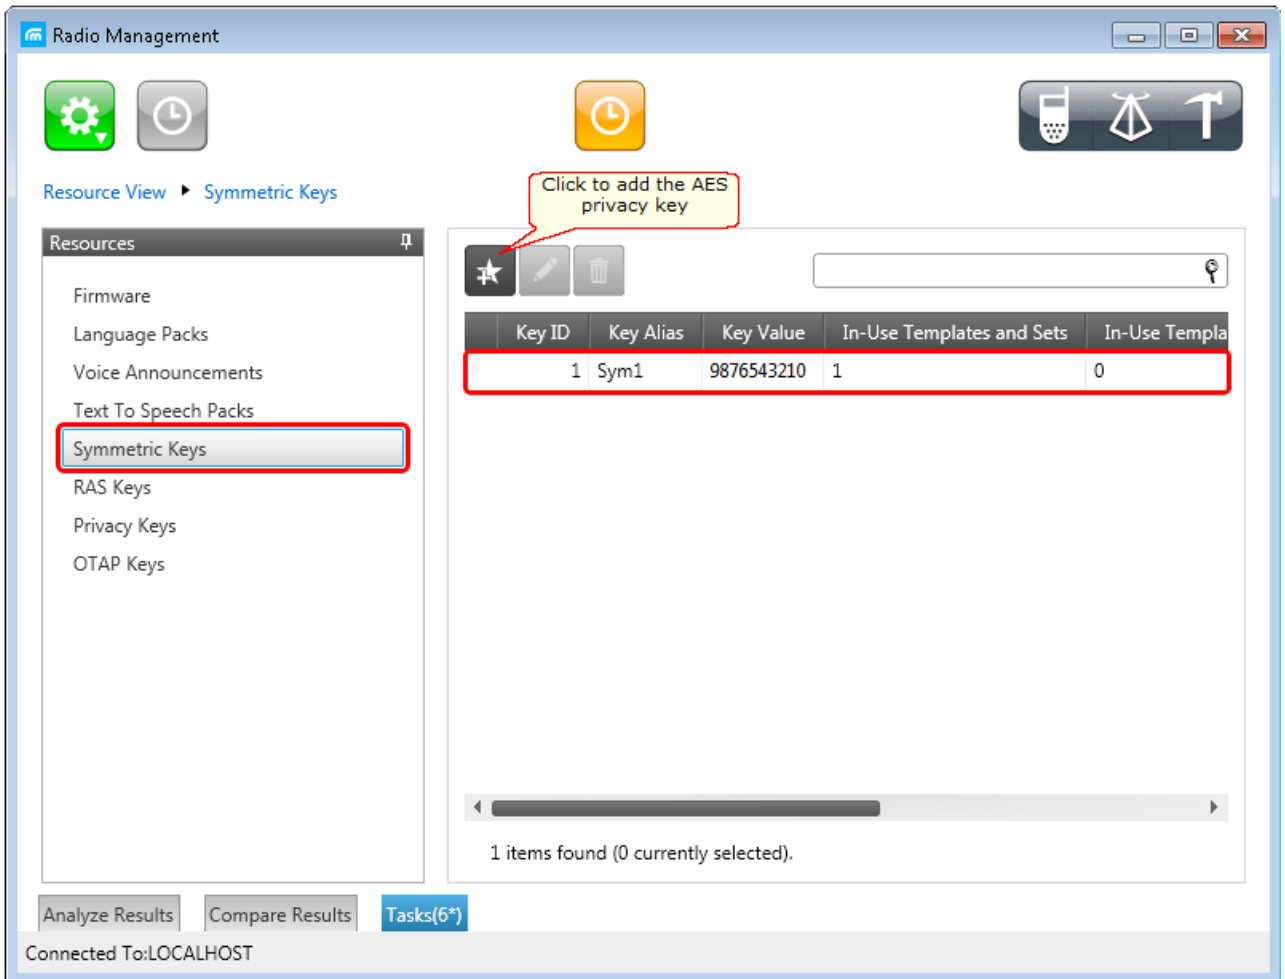 Radio Management
Resource View Symmetric Keys
Click to add the AES
privacy key
Resources
Firmware
Language Packs
Voice Announcements
Text To Speech Packs
Symmetric Keys
RAS Keys
Privacy Keys
OTAP Keys
Key ID Key Alias Key Value In-Use Templates and Sets In-Use Templa
1 Sym1 9876543210 1 0
1 items found (0 currently selected).
Analyze Results Compare Results Tasks(6*)
Connected To:LOCALHOST